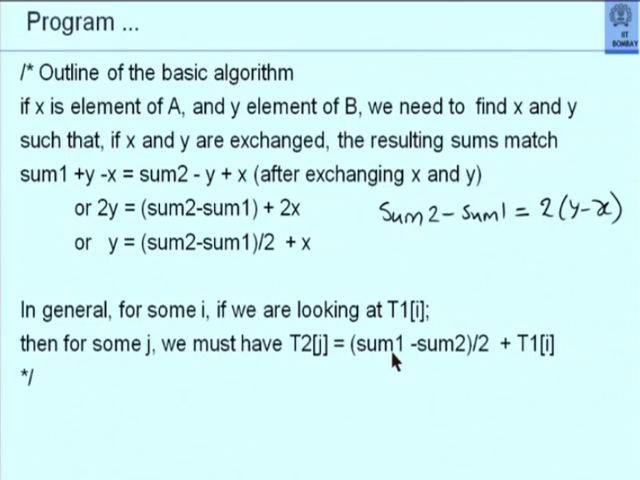 Program ...
IIT
BOMBAY
/* Outline of the basic algorithm
if x is element of A, and y element of B, we need to find x and y
such that, if x and y are exchanged, the resulting sums match
sum1 +y -x = sum2 - y + x (after exchanging x and y)
or 2y = (sum2-sum1) + 2x
Sum2 - Sum1 = 2(y-x)
or y = (sum2-sum1)/2 + x
In general, for some i, if we are looking at T1[i];
then for some j, we must have T2[j] = (sum1 -sum2)/2 + T1[i]
*/